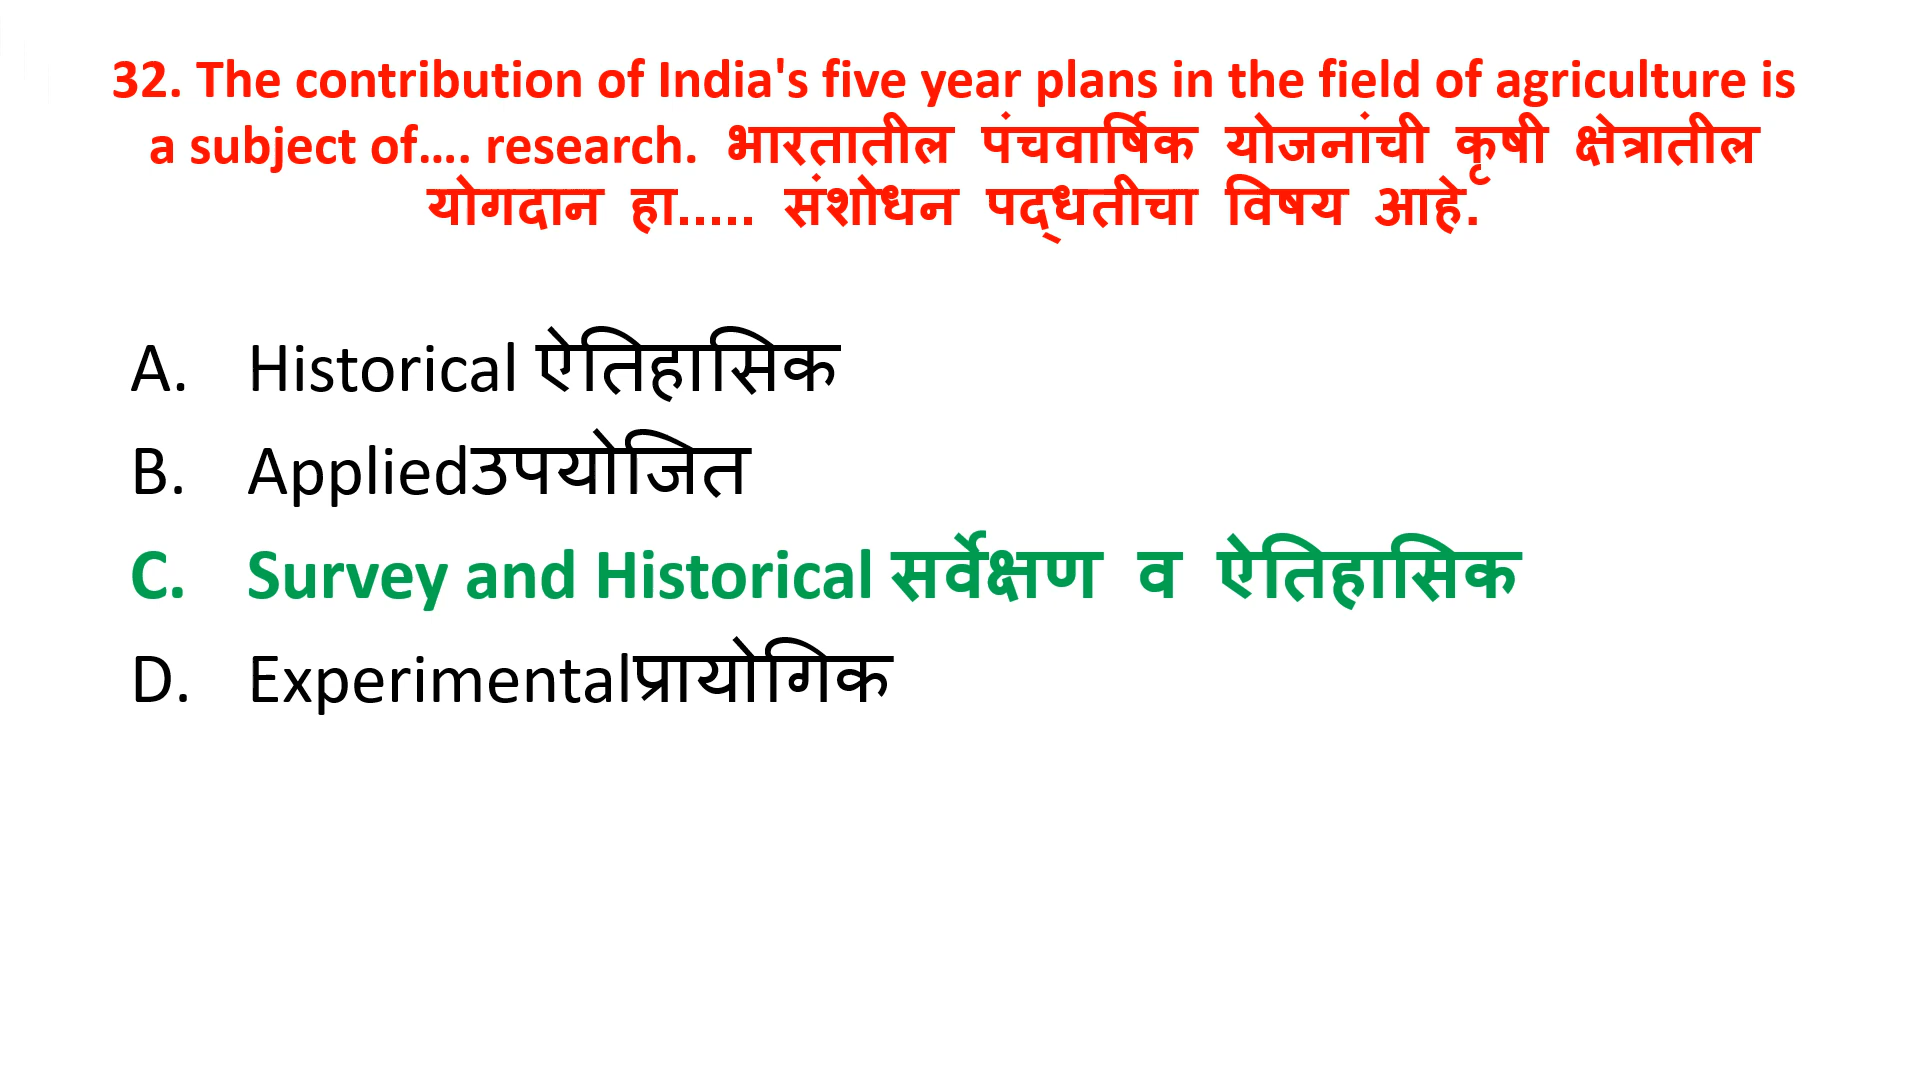 32. The contribution of India's five year plans in the field of agriculture is
a subject of…. research. भारतातील पंचवार्षिक योजनांची कृषी क्षेत्रातील
योगदान हा..... संशोधन पद्धतीचा विषय आहे.
A. Historical ऐतिहासिक
B. Appliedउपयोजित
C. Survey and Historical सर्वेक्षण व ऐतिहासिक
D. Experimentalप्रायोगिक